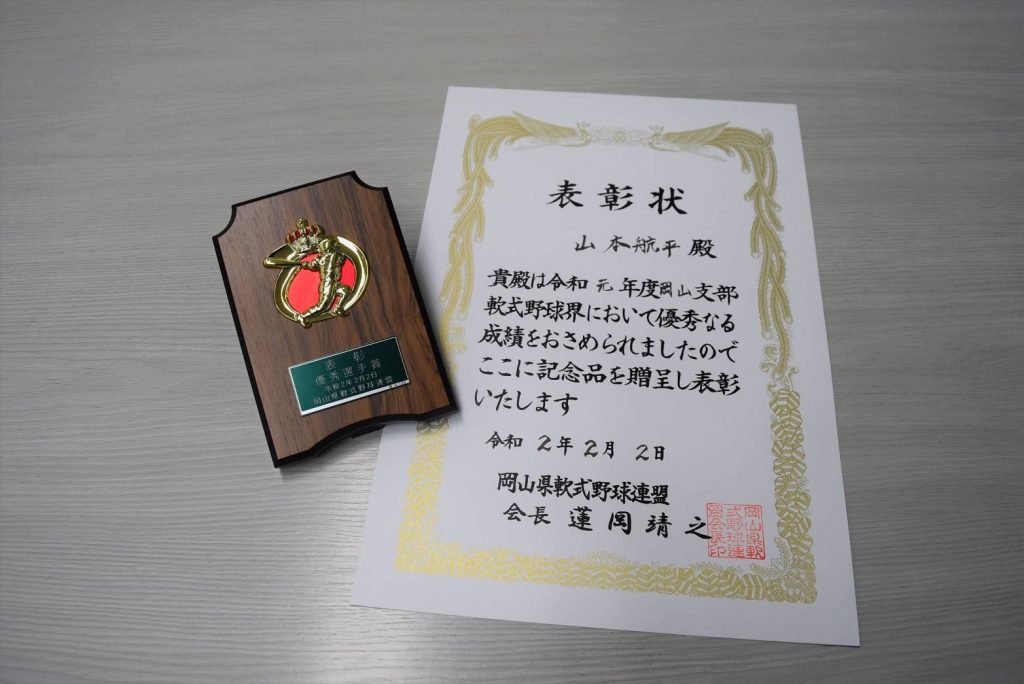 表彰
優秀選手賞
令和2年2月2日
岡山県軟式野球連盟
表彰状
山本航平殿
貴殿は令和元年度岡山支部
軟式野球界において優秀なる
成績をおさめられましたので
ここに記念品を贈呈し表彰
いたします
令和2年2月2日
岡山県軟式野球連盟
会長 蓮岡靖之
岡山県軟
式野球連
盟会長印